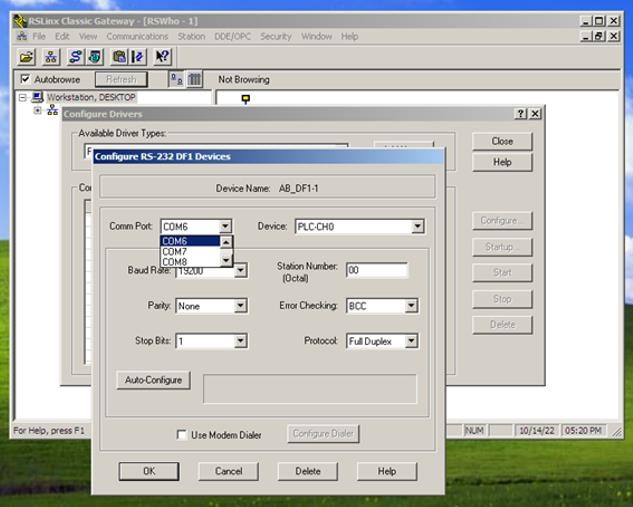 RSLinx Classic Gateway - [RSWho - 1]
File Edit View Communications Station DDE/OPC Security Window Help
Autobrowse Refresh Not Browsing
Workstation, DESKTOP
Configure Drivers
Available Driver Types:
Close
Help
Configure RS-232 DF1 Devices
Device Name: AB_DF1-1
Comm Port: COM6 Device: PLC-CH0
COM6
COM7
COM8
Baud Rate: 19200 Station Number: 00
(Octal)
Parity: None Error Checking: BCC
Stop Bits: 1 Protocol: Full Duplex
Auto-Configure
Use Modem Dialer Configure Dialer
OK Cancel Delete Help
Configure...
Startup...
Start
Stop
Delete
For Help, press F1 NUM 10/14/22 05:20 PM